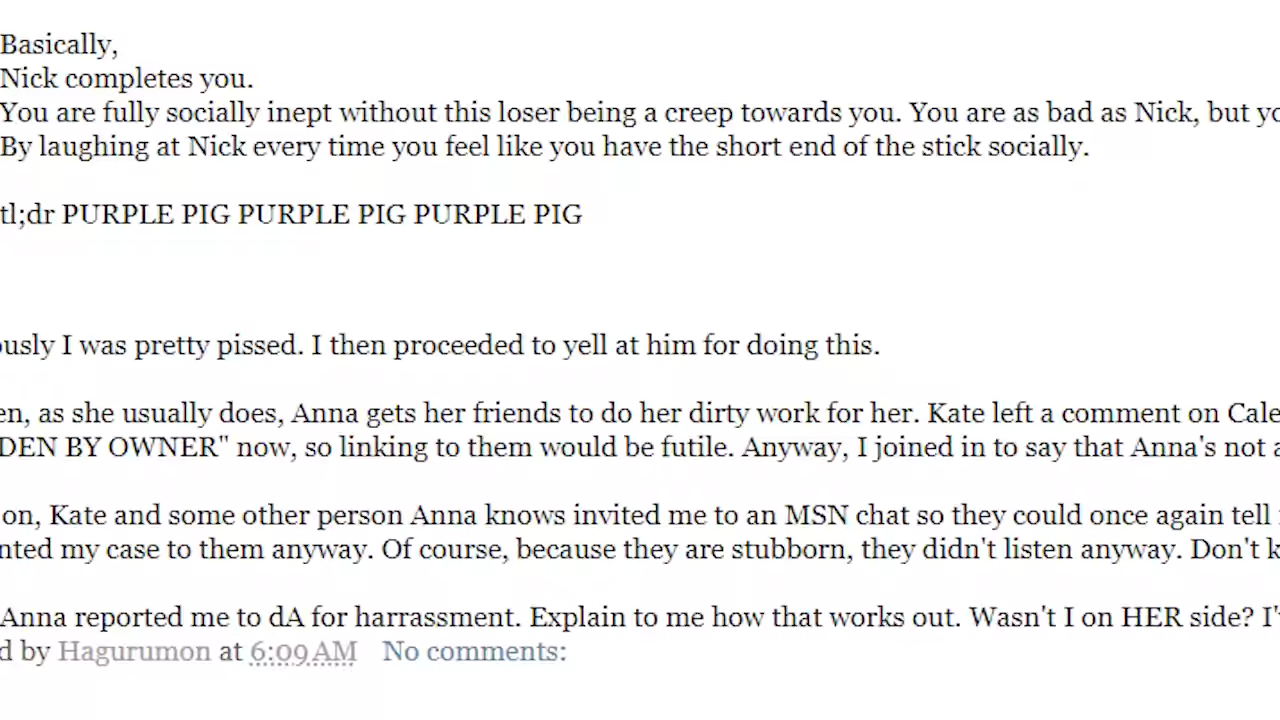 Basically,
Nick completes you.
You are fully socially inept without this loser being a creep towards you. You are as bad as Nick, but yo
By laughing at Nick every time you feel like you have the short end of the stick socially.
tl;dr PURPLE PIG PURPLE PIG PURPLE PIG
ously I was pretty pissed. I then proceeded to yell at him for doing this.
en, as she usually does, Anna gets her friends to do her dirty work for her. Kate left a comment on Cale
DEN BY OWNER" now, so linking to them would be futile. Anyway, I joined in to say that Anna's not a
on, Kate and some other person Anna knows invited me to an MSN chat so they could once again tell
nted my case to them anyway. Of course, because they are stubborn, they didn't listen anyway. Don't k
Anna reported me to dA for harrassment. Explain to me how that works out. Wasn't I on HER side? I'
d by Hagurumon at 6:09 AM No comments: